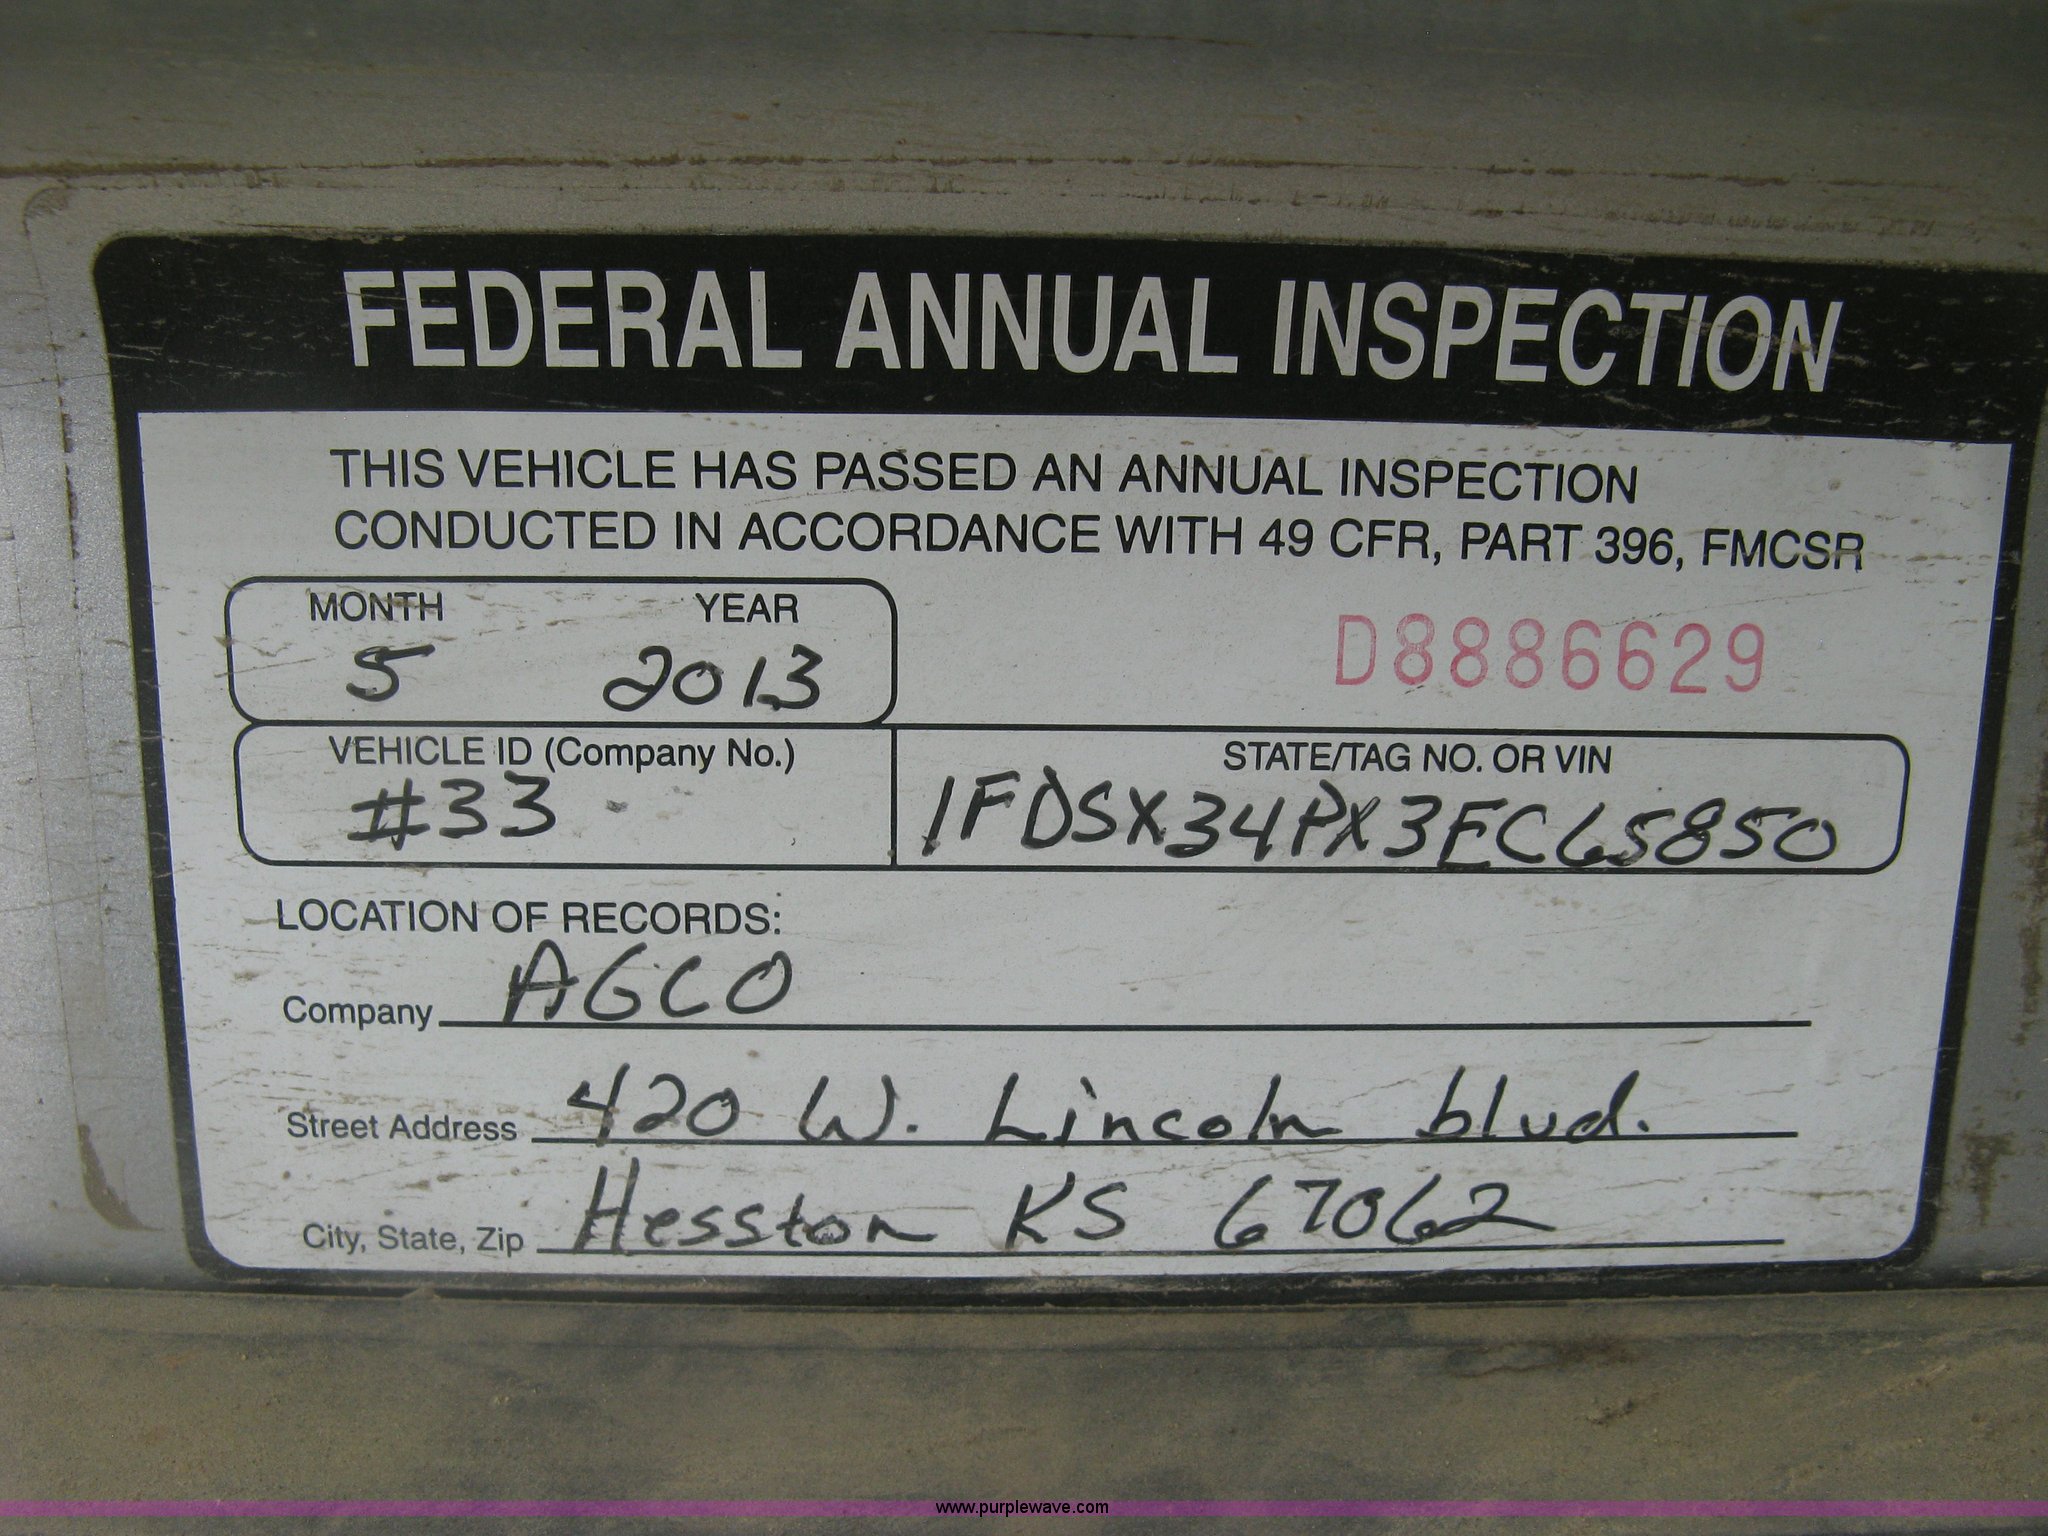 FEDERAL ANNUAL INSPECTION
THIS VEHICLE HAS PASSED AN ANNUAL INSPECTION
CONDUCTED IN ACCORDANCE WITH 49 CFR, PART 396, FMCSR
MONTH YEAR
5 2013
D8886629
VEHICLE ID (Company No.)
#33
STATE/TAG NO. OR VIN
1FDSX34PX3EC65850
LOCATION OF RECORDS:
Company AGCO
Street Address 420 W. Lincoln blvd.
City, State, Zip Hesston KS 67062
www.purplewave.com